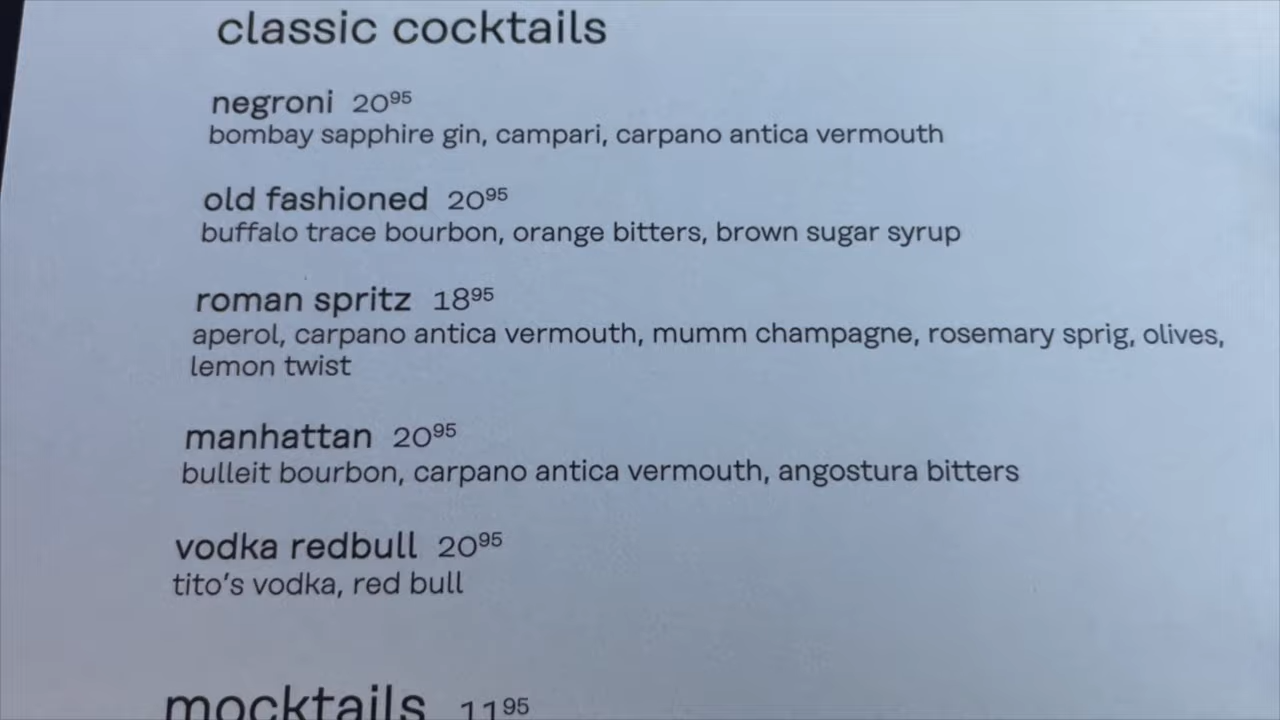 classic cocktails
negroni 20⁹⁵
bombay sapphire gin, campari, carpano antica vermouth
old fashioned 20⁹⁵
buffalo trace bourbon, orange bitters, brown sugar syrup
roman spritz 18⁹⁵
aperol, carpano antica vermouth, mumm champagne, rosemary sprig, olives,
lemon twist
manhattan 20⁹⁵
bulleit bourbon, carpano antica vermouth, angostura bitters
vodka redbull 20⁹⁵
tito's vodka, red bull
mocktails 11⁹⁵